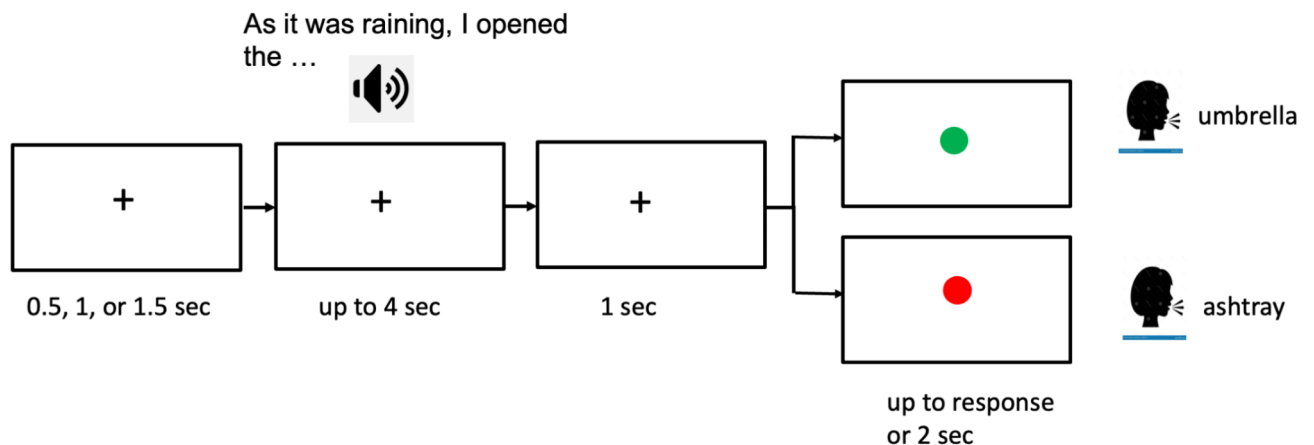 As it was raining, I opened
the …
umbrella
ashtray
0.5, 1, or 1.5 sec
up to 4 sec
1 sec
up to response
or 2 sec